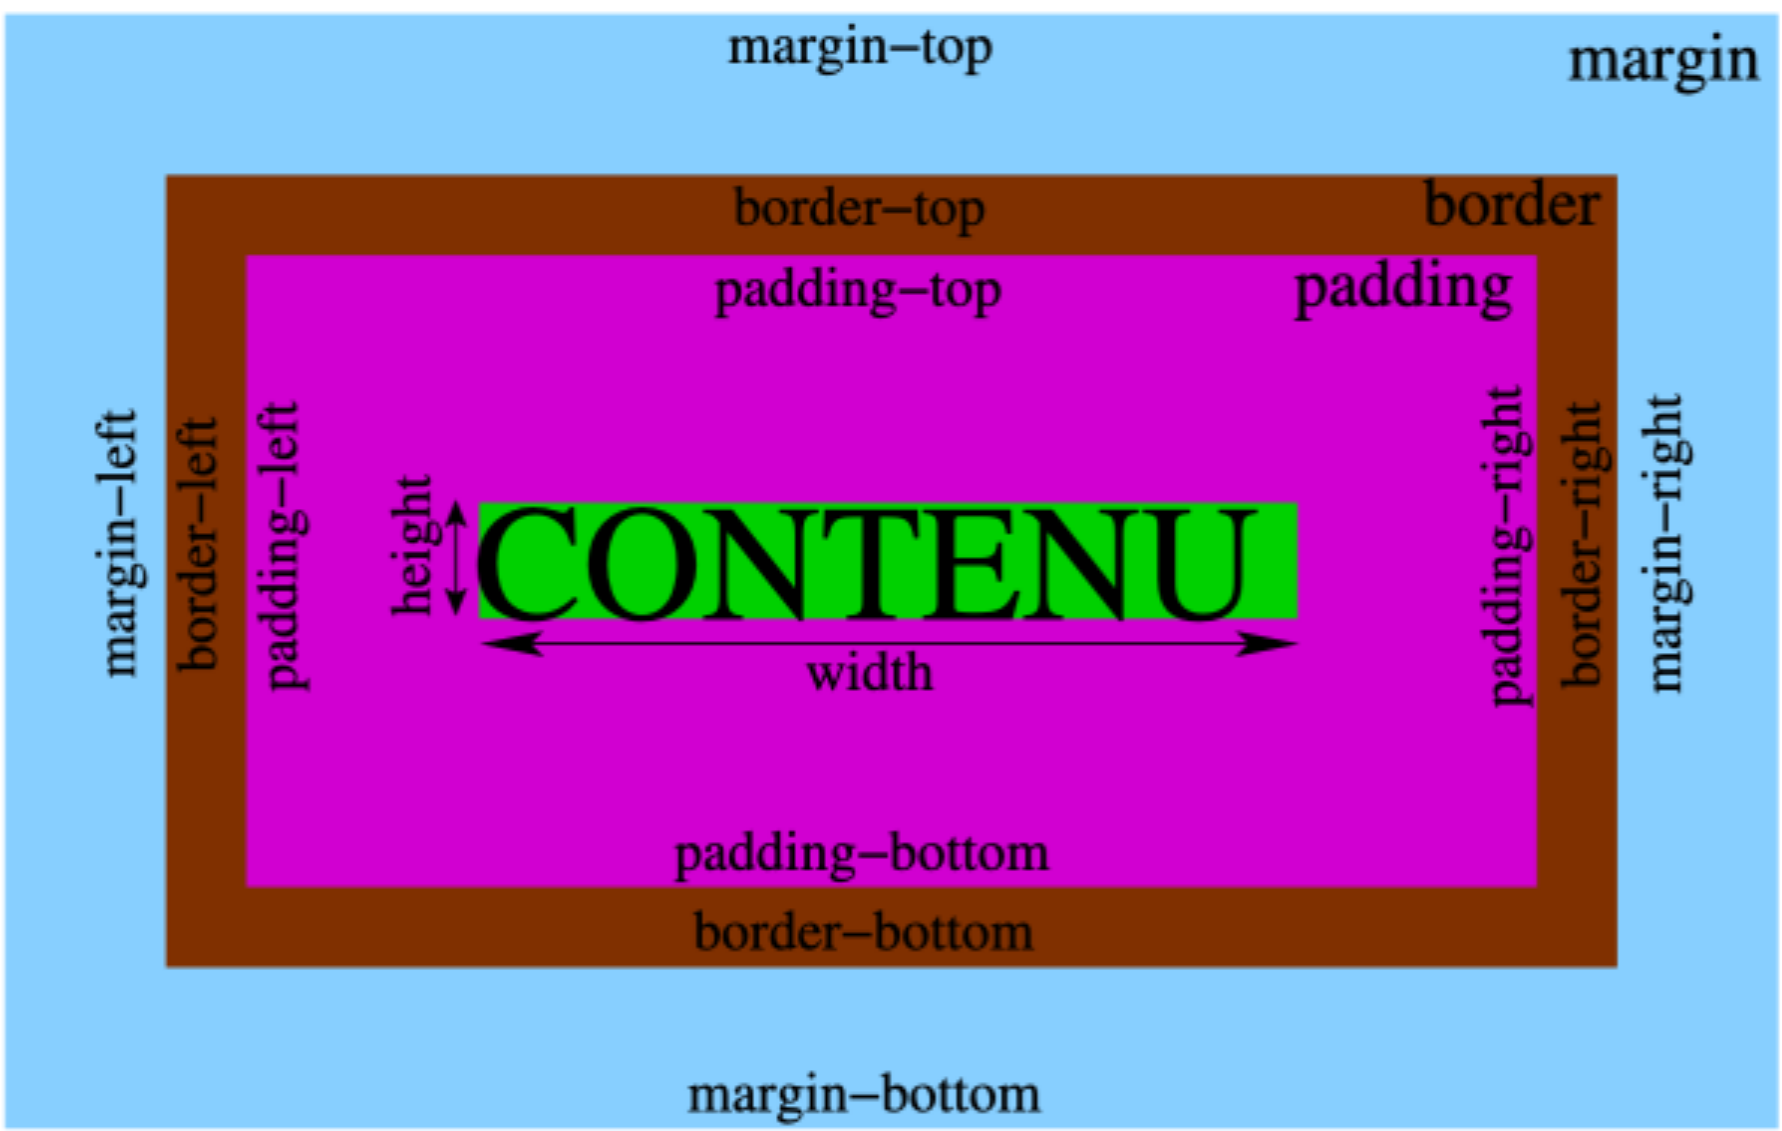 margin–top
margin
border–top
border
padding–top
padding
margin–left
border–left
padding–left
height
CONTENU
width
padding–right
border–right
margin–right
padding–bottom
border–bottom
margin–bottom